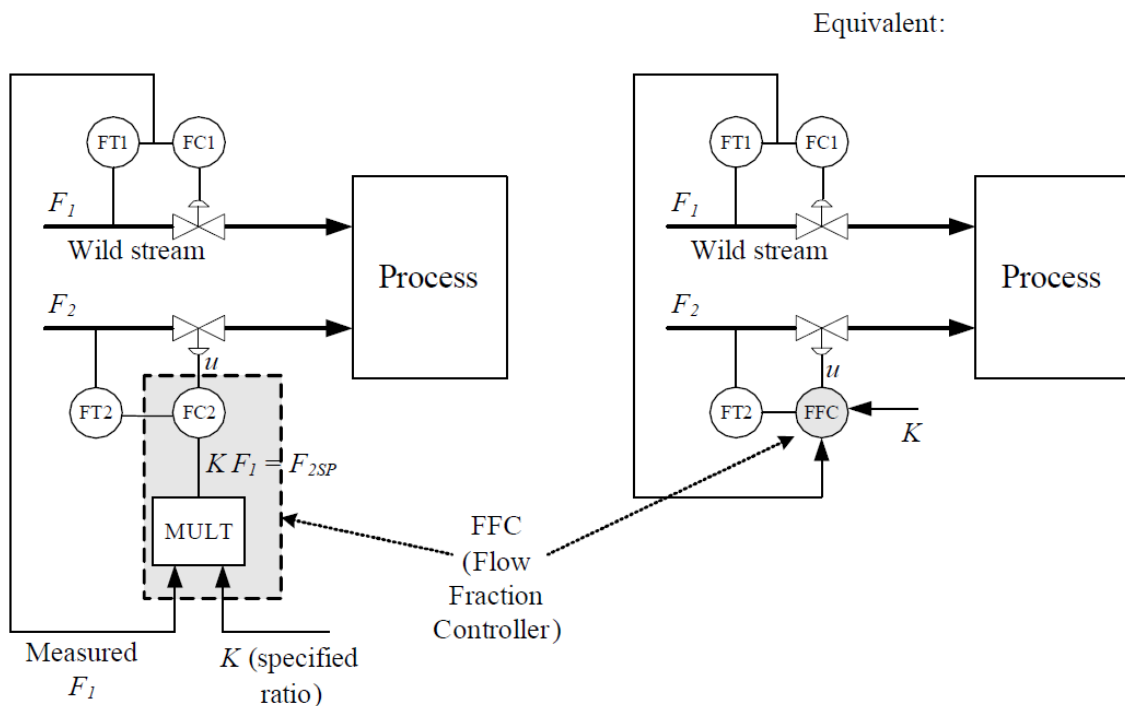 Equivalent:
FT1
FC1
F1
Wild stream
Process
F2
u
FT2
FC2
K F1 = F2SP
MULT
Measured
F1
K (specified
ratio)
FFC
(Flow
Fraction
Controller)
FT1
FC1
F1
Wild stream
Process
F2
u
FT2
FFC
K